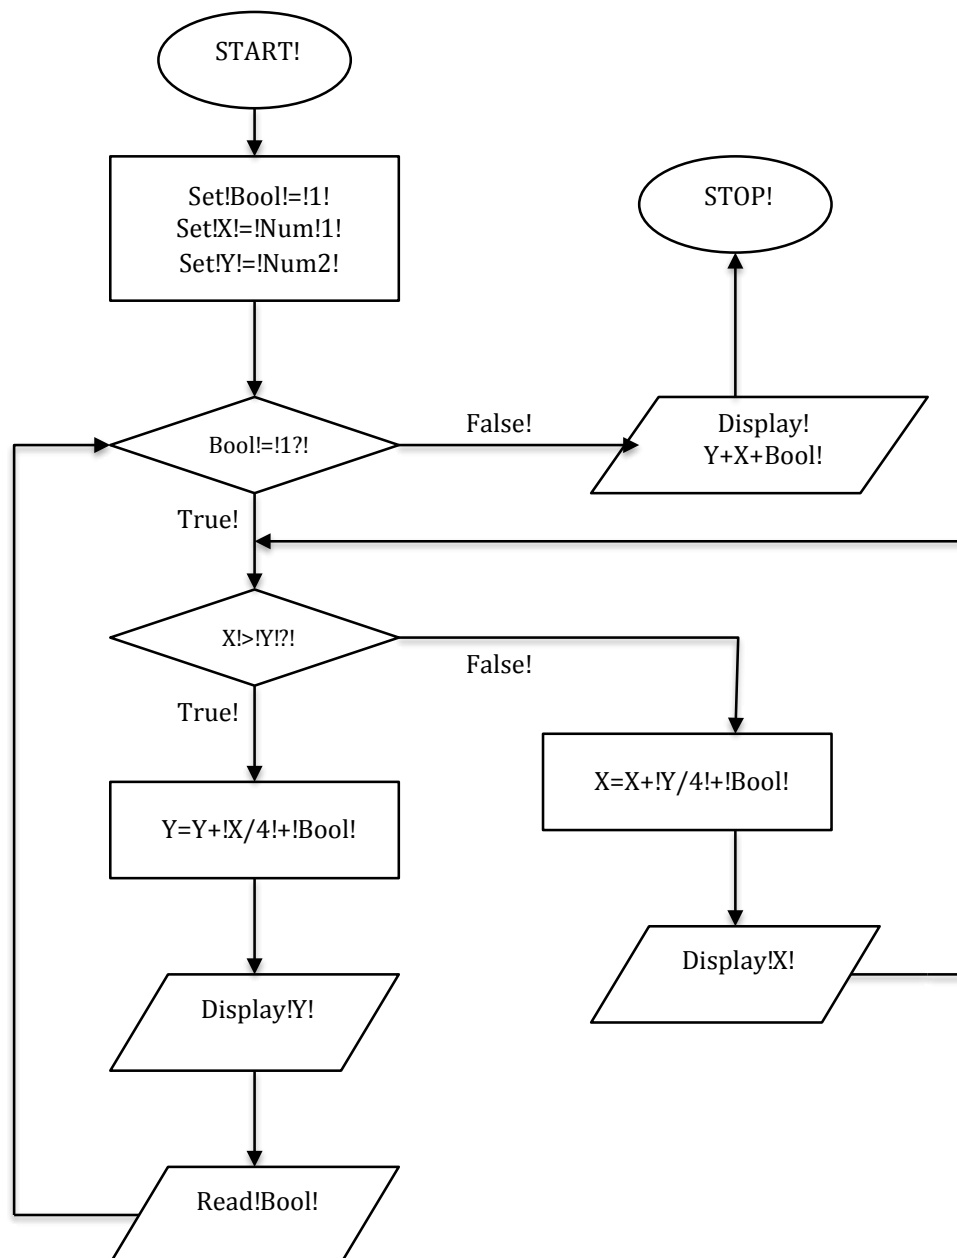 START!
Set!Bool!=!1!
Set!X!=!Num!1!
Set!Y!=!Num2!
STOP!
Bool!=!1?!
False!
Display!
Y+X+Bool!
True!
X!>!Y!?!
False!
True!
X=X+!Y/4!+!Bool!
Y=Y+!X/4!+!Bool!
Display!X!
Display!Y!
Read!Bool!